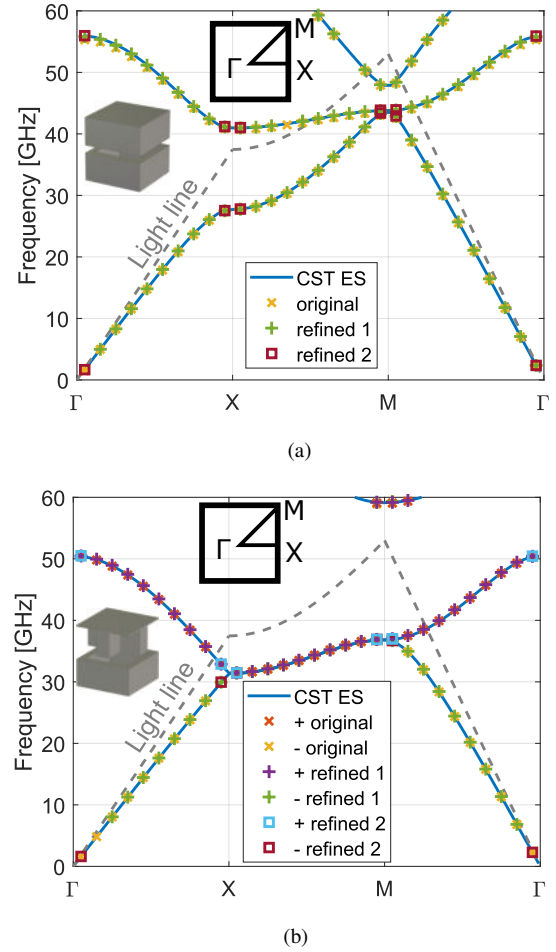 60
50
40
30
20
10
0
Frequency [GHz]
M
Γ
X
Light line
CST ES
original
refined 1
refined 2
Γ
X
M
Γ
(a)
60
50
40
30
20
10
0
Frequency [GHz]
M
Γ
X
Light line
CST ES
+ original
- original
+ refined 1
- refined 1
+ refined 2
- refined 2
Γ
X
M
Γ
(b)